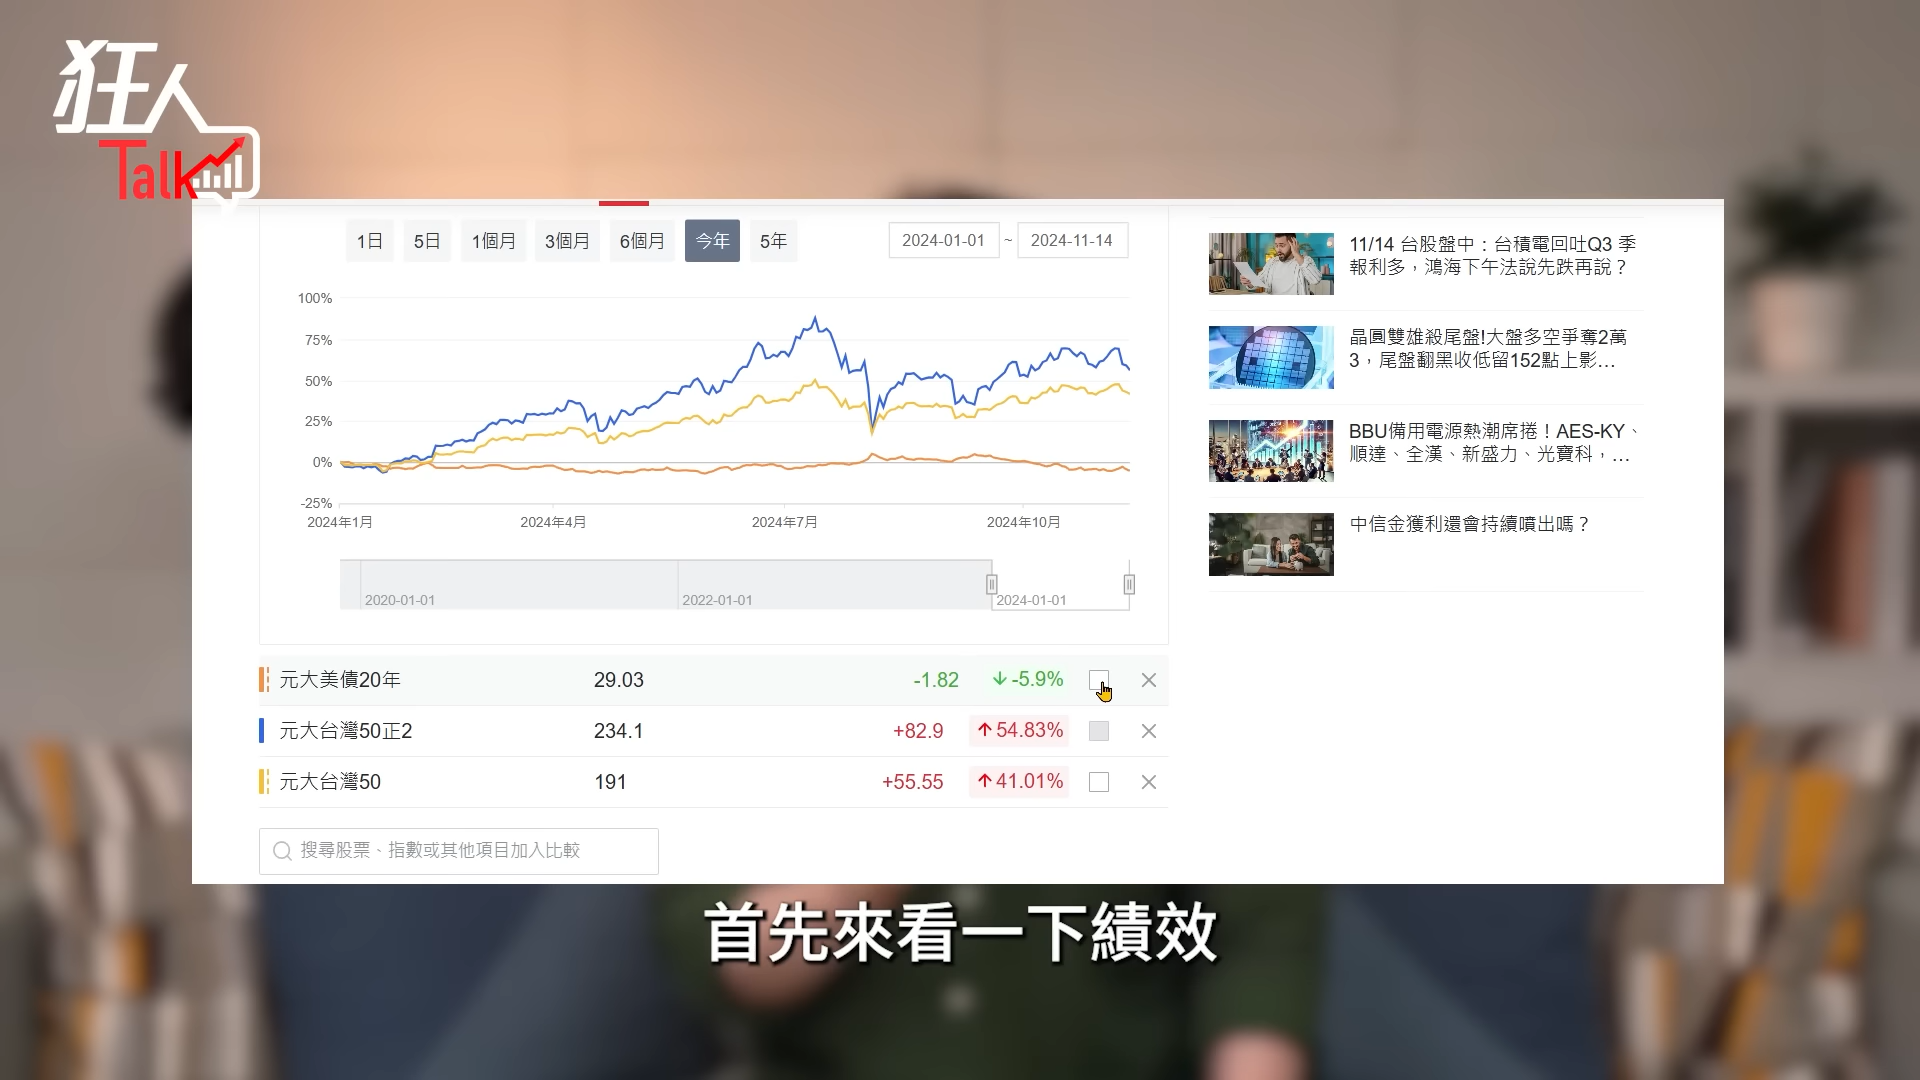 狂人
Talk
1日 5日 1個月 3個月 6個月 今年 5年 2024-01-01 ~ 2024-11-14
100%
75%
50%
25%
0%
-25%
2024年1月 2024年4月 2024年7月 2024年10月
2020-01-01 2022-01-01 2024-01-01
元大美債20年 29.03 -1.82 ↓-5.9%
元大台灣50正2 234.1 +82.9 ↑54.83%
元大台灣50 191 +55.55 ↑41.01%
搜尋股票、指數或其他項目加入比較
11/14 台股盤中：台積電回吐Q3 季
報利多，鴻海下午法說先跌再說？
晶圓雙雄殺尾盤!大盤多空爭奪2萬
3，尾盤翻黑收低留152點上影...
BBU備用電源熱潮席捲！AES-KY、
順達、全漢、新盛力、光寶科，...
中信金獲利還會持續噴出嗎？
首先來看一下績效